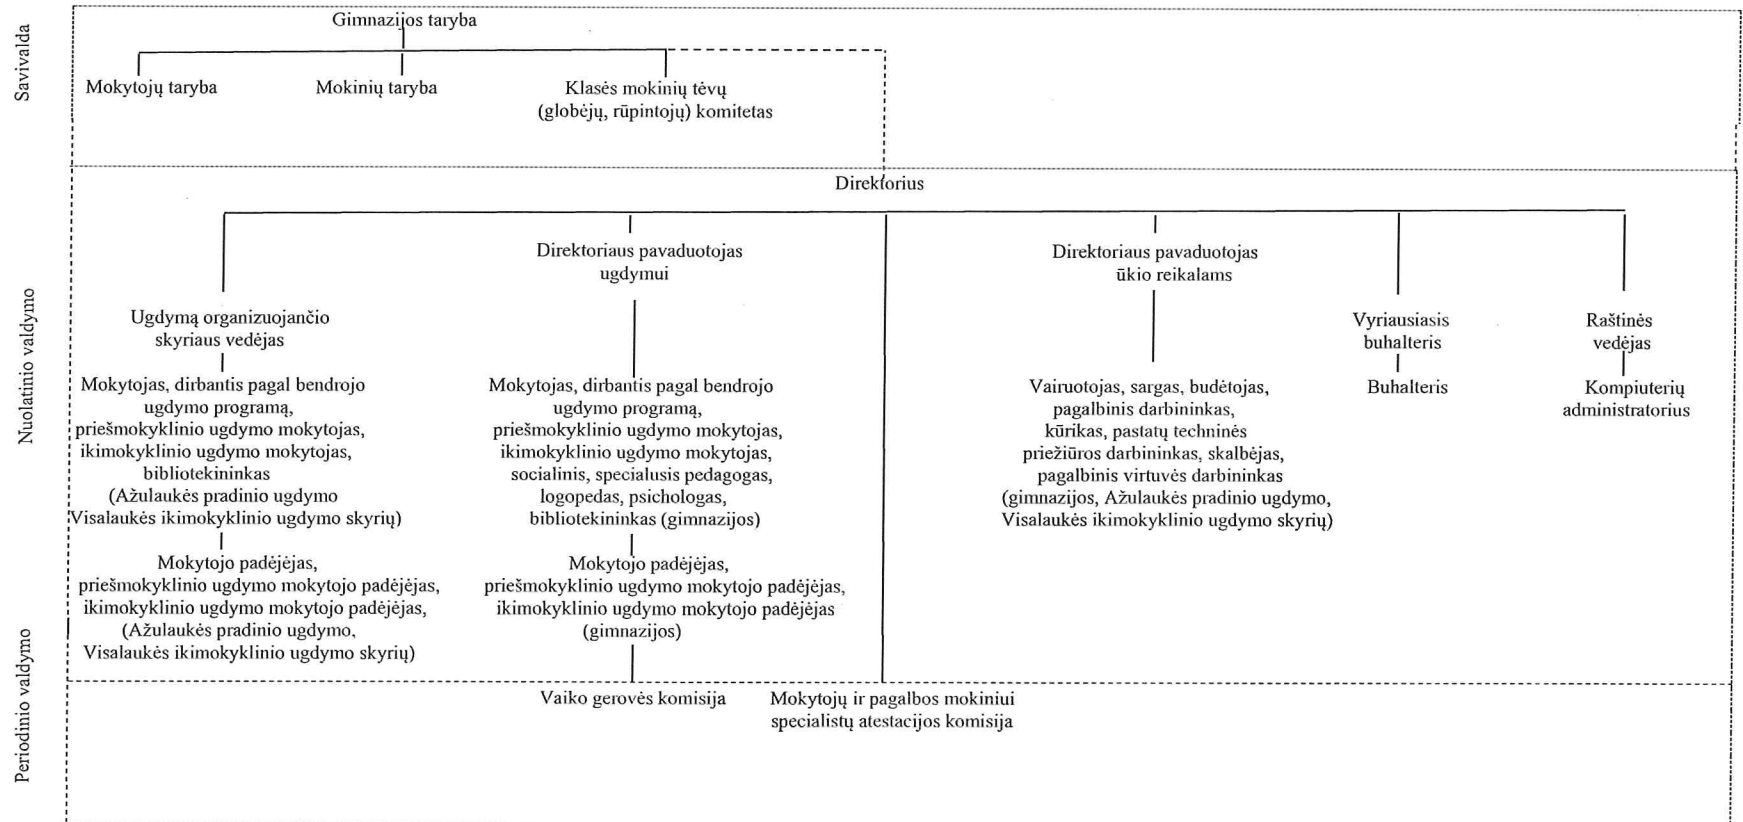 Savivalda
Gimnazijos taryba
Mokytojų taryba
Mokinių taryba
Klasės mokinių tėvų
(globėjų, rūpintojų) komitetas
Nuolatinio valdymo
Direktorius
Ugdymą organizuojančio
skyriaus vedėjas
Mokytojas, dirbantis pagal bendrojo
ugdymo programą,
priešmokyklinio ugdymo mokytojas,
ikimokyklinio ugdymo mokytojas,
bibliotekininkas
(Ažulaukės pradinio ugdymo
Visalaukės ikimokyklinio ugdymo skyrių)
Mokytojo padėjėjas,
priešmokyklinio ugdymo mokytojo padėjėjas,
ikimokyklinio ugdymo mokytojo padėjėjas,
(Ažulaukės pradinio ugdymo,
Visalaukės ikimokyklinio ugdymo skyrių)
Direktoriaus pavaduotojas
ugdymui
Mokytojas, dirbantis pagal bendrojo
ugdymo programą,
priešmokyklinio ugdymo mokytojas,
ikimokyklinio ugdymo mokytojas,
socialinis, specialusis pedagogas,
logopedas, psichologas,
bibliotekininkas (gimnazijos)
Mokytojo padėjėjas,
priešmokyklinio ugdymo mokytojo padėjėjas,
ikimokyklinio ugdymo mokytojo padėjėjas
(gimnazijos)
Direktoriaus pavaduotojas
ūkio reikalams
Vairuotojas, sargas, budėtojas,
pagalbinis darbininkas,
kūrikas, pastatų techninės
priežiūros darbininkas, skalbėjas,
pagalbinis virtuvės darbininkas
(gimnazijos, Ažulaukės pradinio ugdymo,
Visalaukės ikimokyklinio ugdymo skyrių)
Vyriausiasis
buhalteris
Buhalteris
Raštinės
vedėjas
Kompiuterių
administratorius
Periodinio valdymo
Vaiko gerovės komisija
Mokytojų ir pagalbos mokiniui
specialistų atestacijos komisija